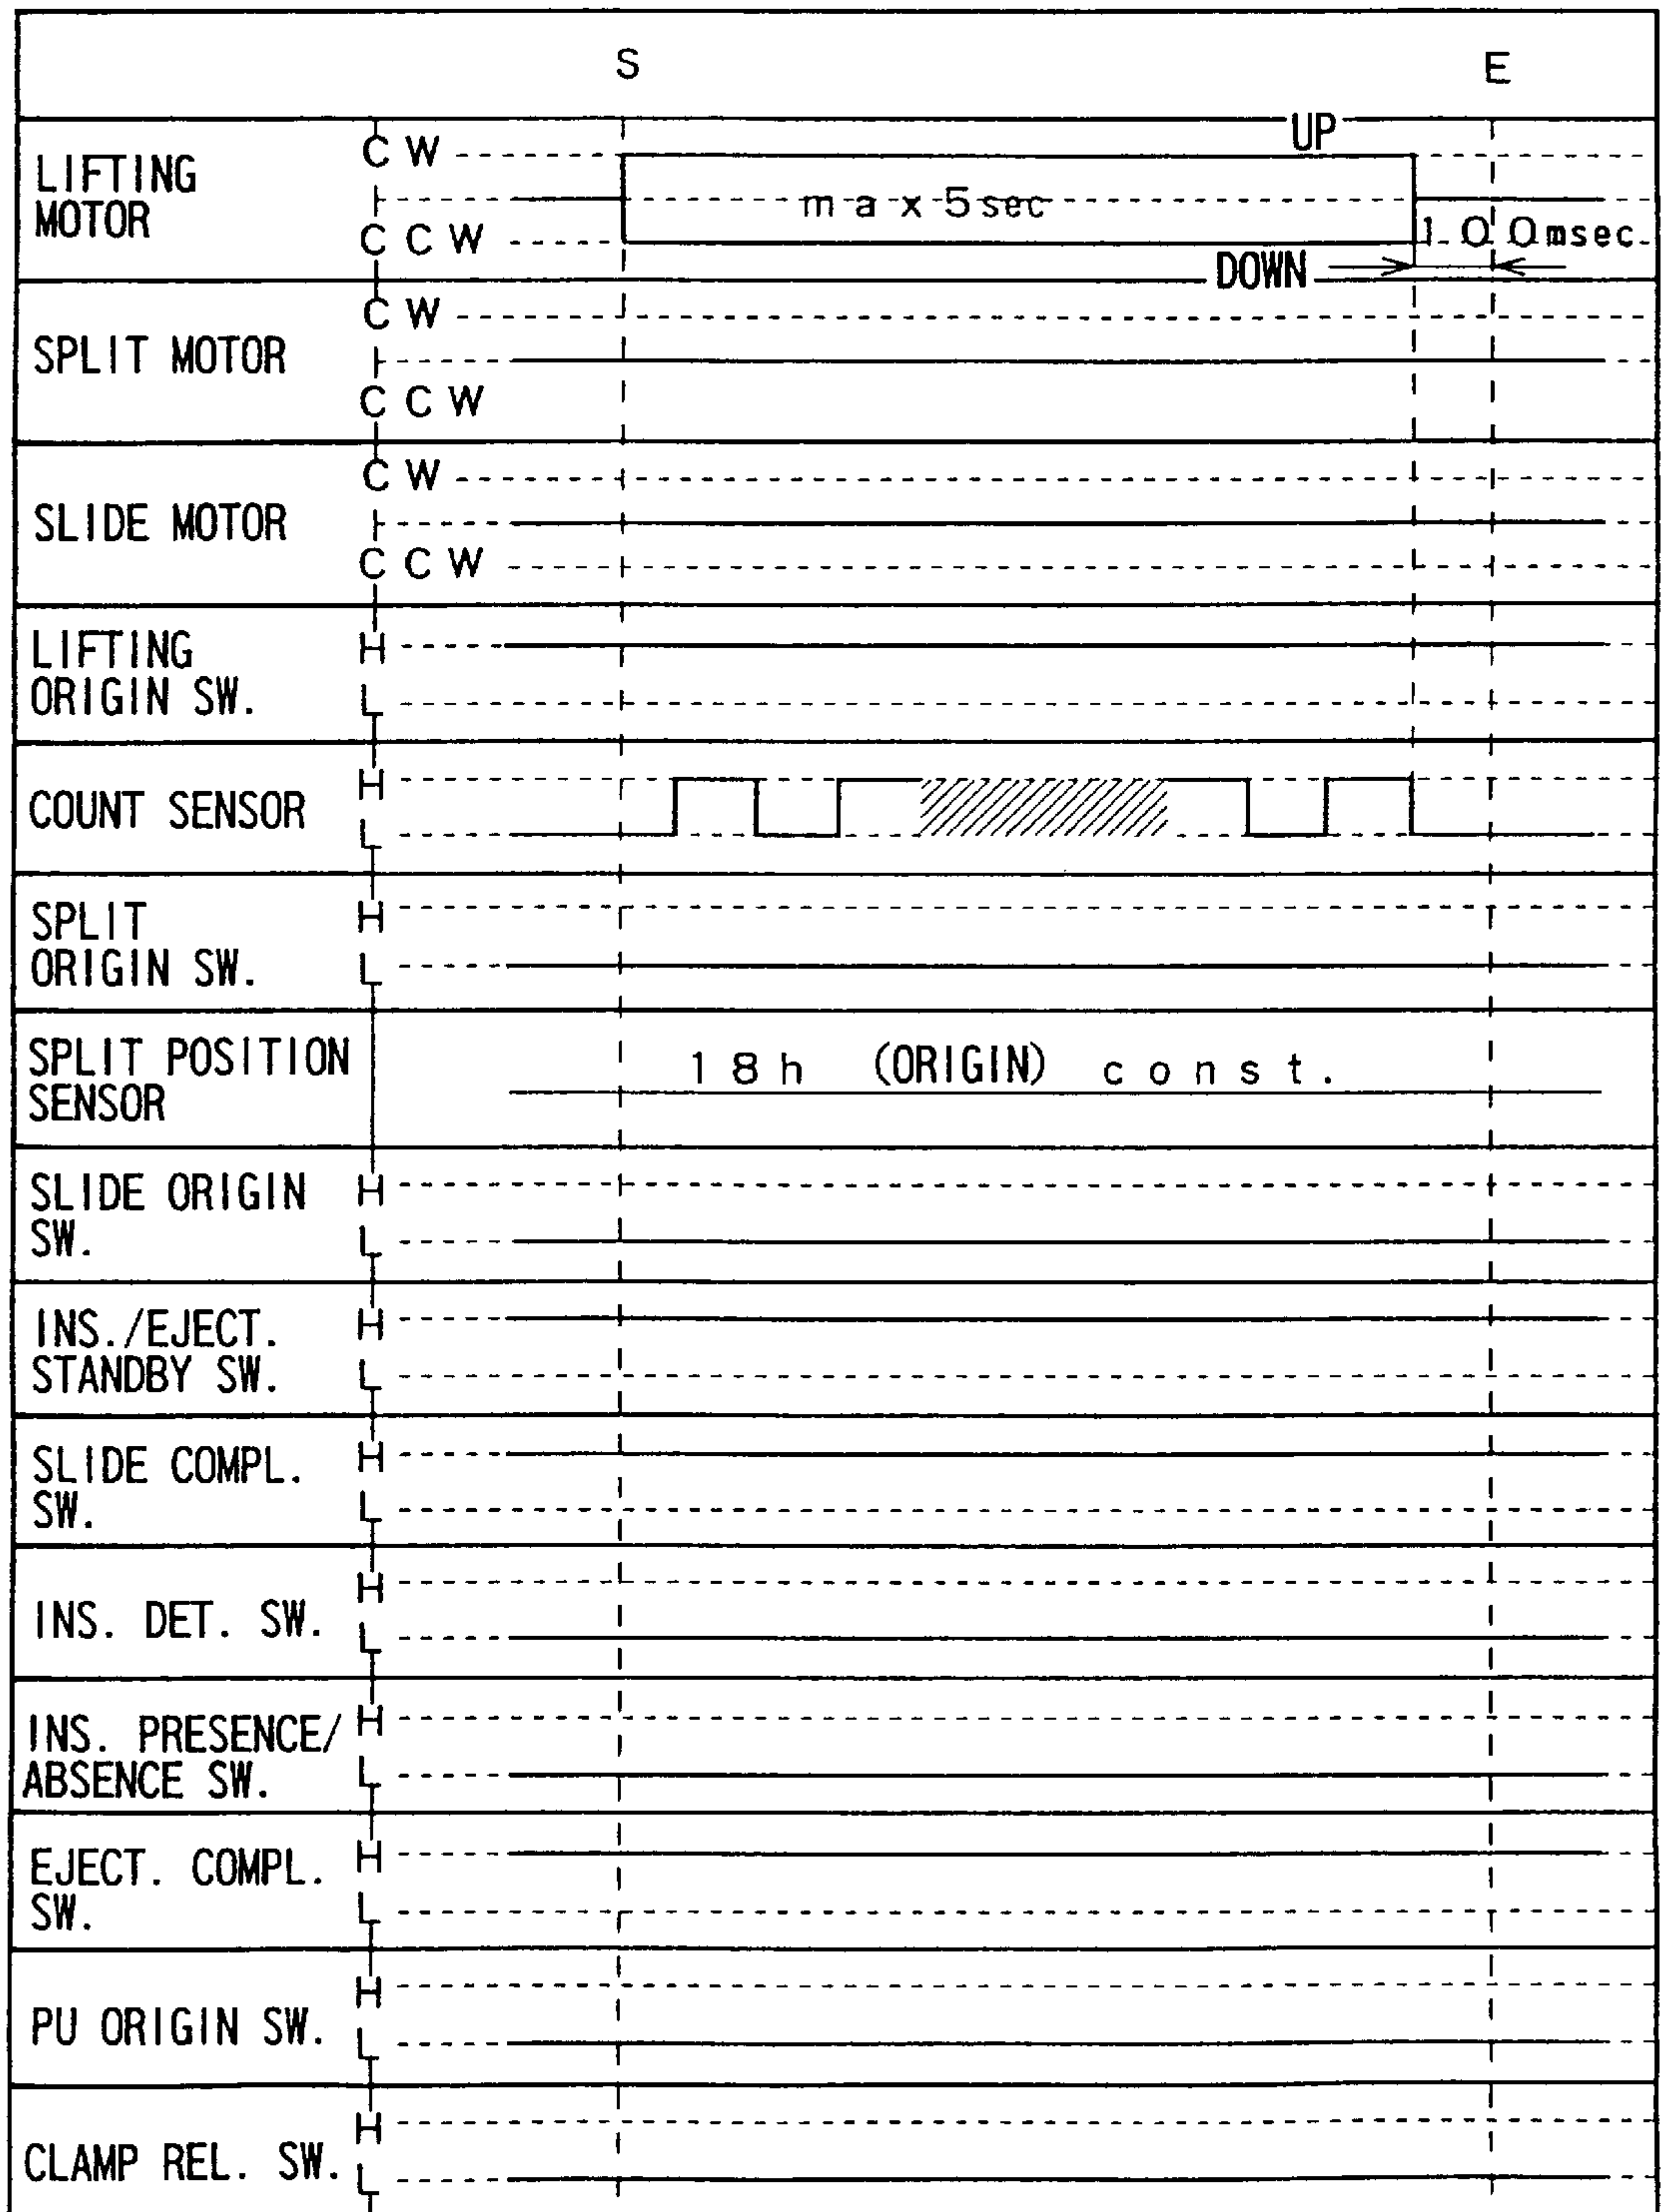 S E
UP
LIFTING
MOTOR
CW
max 5sec
CCW
100msec
DOWN
SPLIT MOTOR
CW
CCW
SLIDE MOTOR
CW
CCW
LIFTING
ORIGIN SW.
H
L
COUNT SENSOR
H
L
SPLIT
ORIGIN SW.
H
L
SPLIT POSITION
SENSOR
18h (ORIGIN) const.
SLIDE ORIGIN
SW.
H
L
INS./EJECT.
STANDBY SW.
H
L
SLIDE COMPL.
SW.
H
L
INS. DET. SW.
H
L
INS. PRESENCE/
ABSENCE SW.
H
L
EJECT. COMPL.
SW.
H
L
PU ORIGIN SW.
H
L
CLAMP REL. SW.
H
L